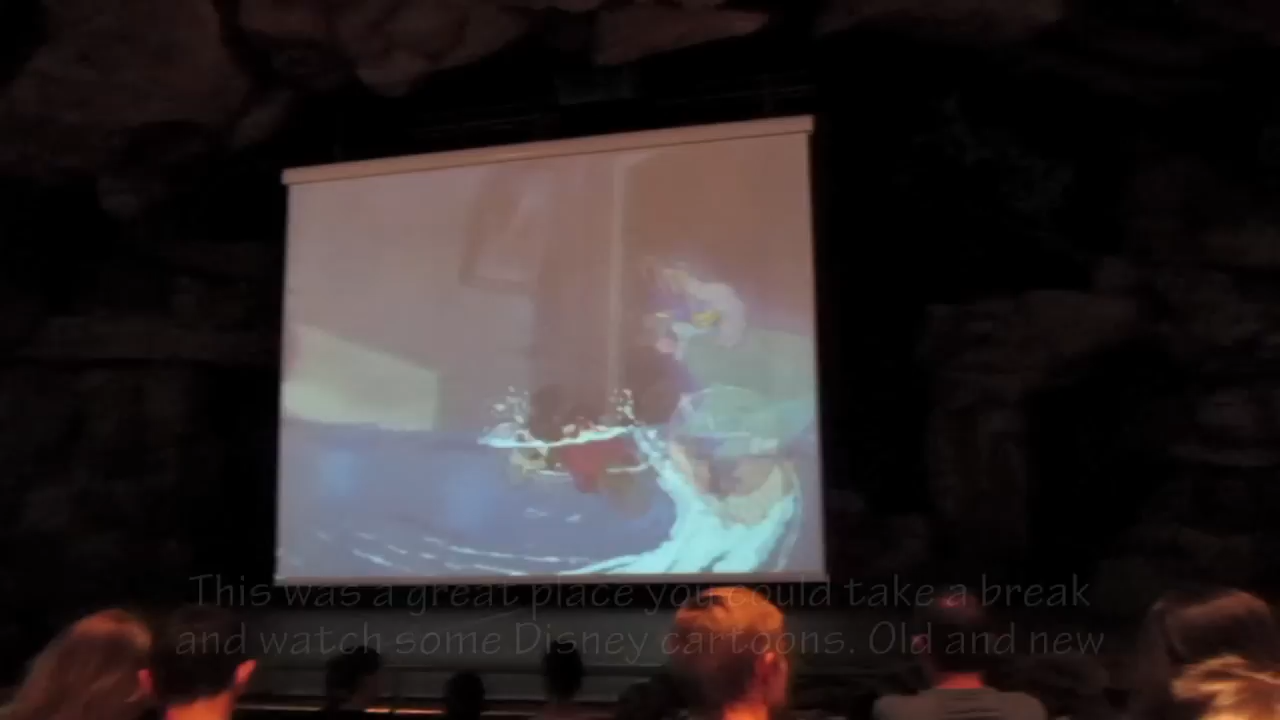 This was a great place you could take a break
and watch some Disney cartoons. Old and new